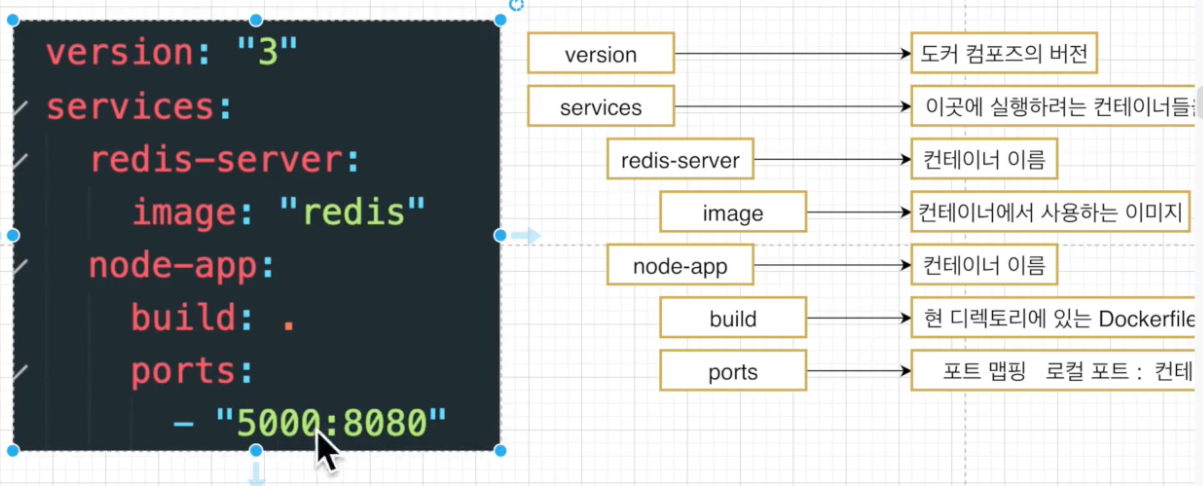 version: "3"
services:
redis-server:
image: "redis"
node-app:
build: .
ports:
- "5000:8080"
version
도커 컴포즈의 버전
services
이곳에 실행하려는 컨테이너들
redis-server
컨테이너 이름
image
컨테이너에서 사용하는 이미지
node-app
컨테이너 이름
build
현 디렉토리에 있는 Dockerfile
ports
포트 맵핑 로컬 포트 : 컨테